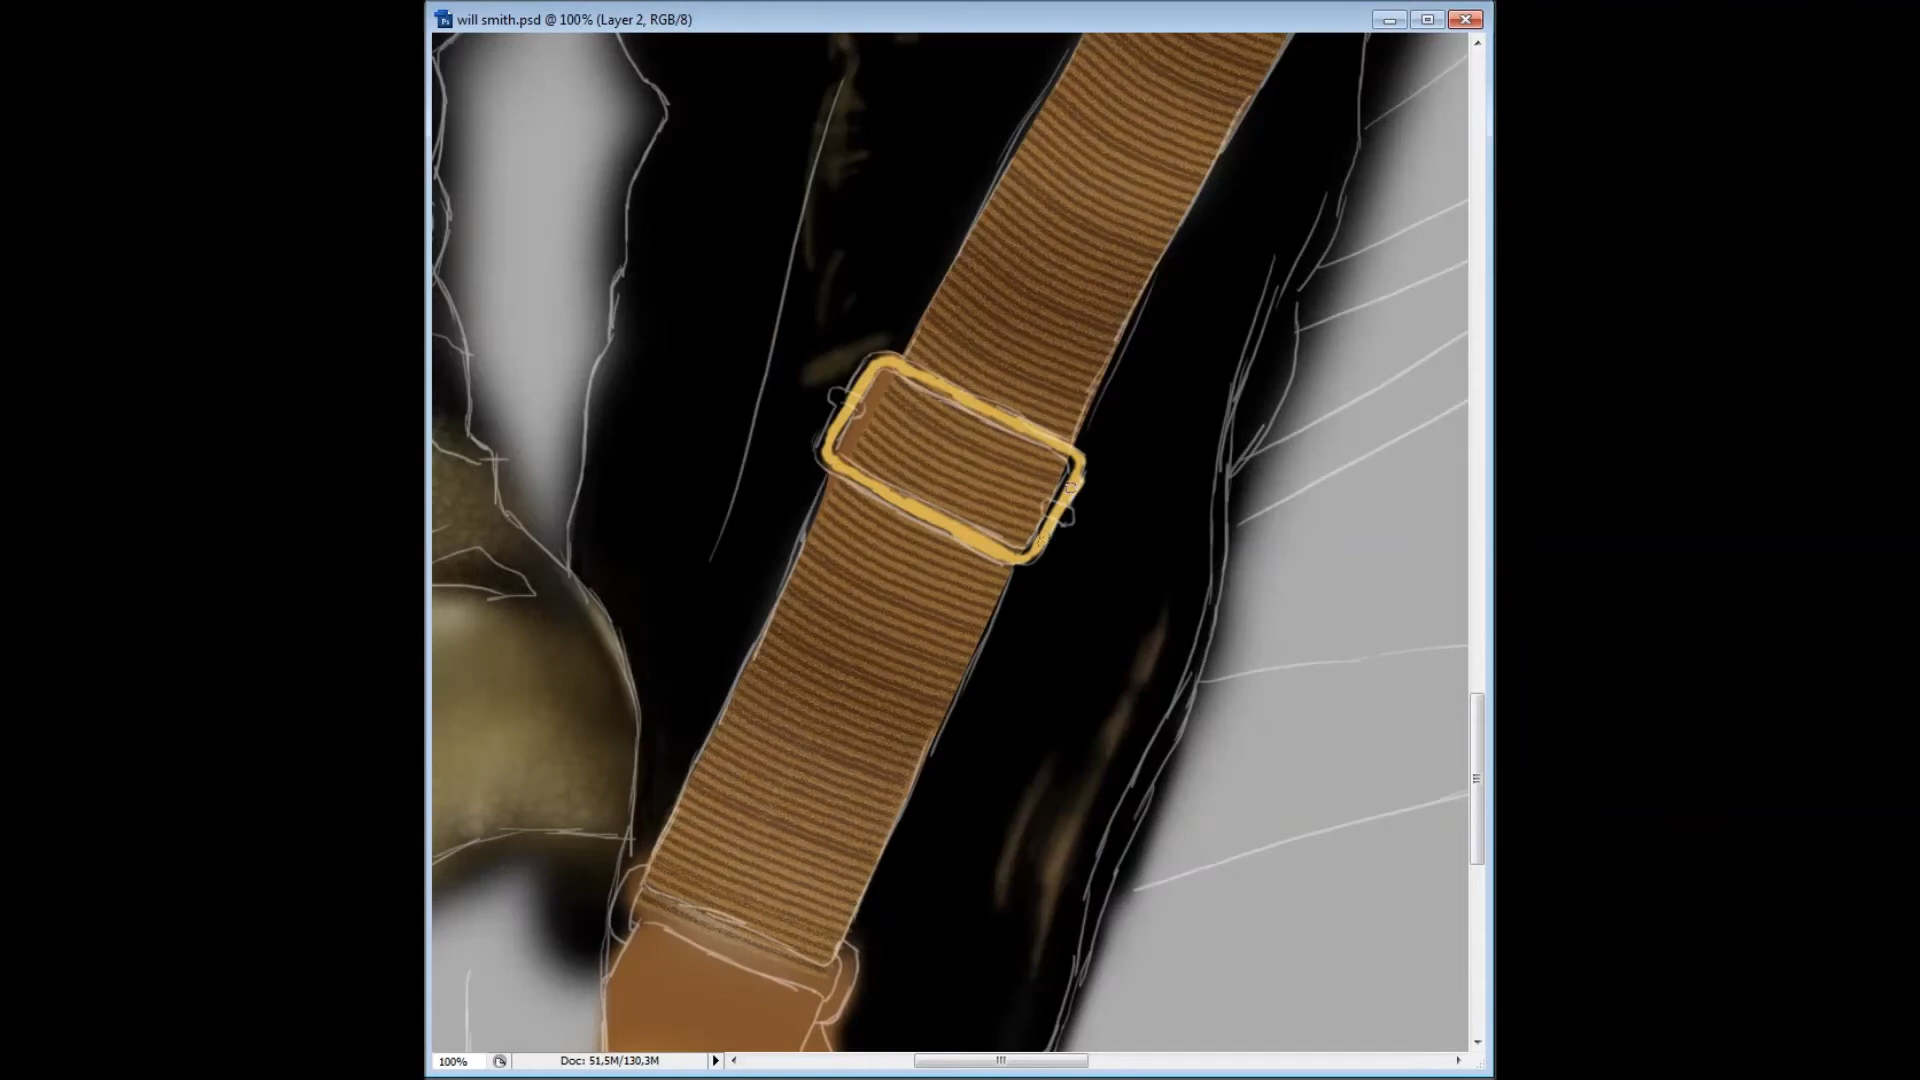 will smith.psd @ 100% (Layer 2, RGB/8)
100%
Doc: 51,5M/130,3M